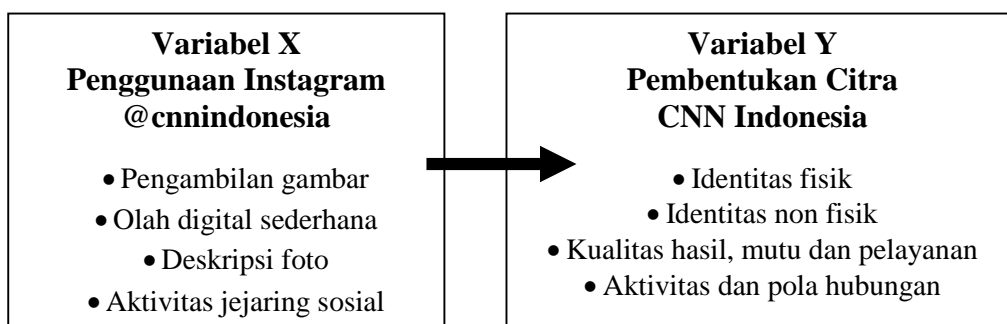 Variabel X
Penggunaan Instagram
@cnnindonesia
• Pengambilan gambar
• Olah digital sederhana
• Deskripsi foto
• Aktivitas jejaring sosial
Variabel Y
Pembentukan Citra
CNN Indonesia
• Identitas fisik
• Identitas non fisik
• Kualitas hasil, mutu dan pelayanan
• Aktivitas dan pola hubungan